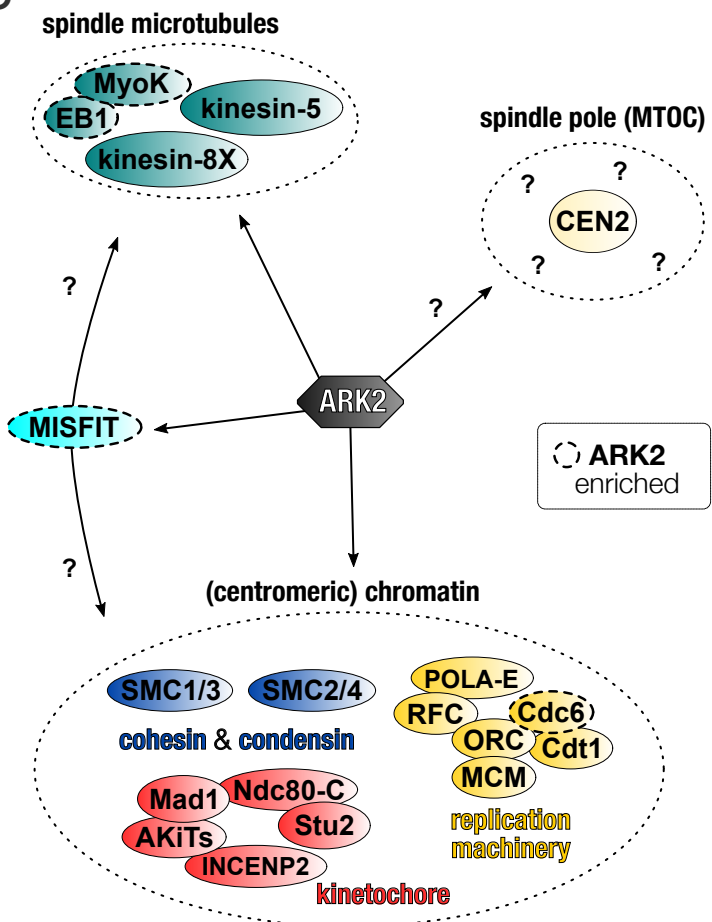 spindle microtubules
MyoK
EB1
kinesin-5
kinesin-8X
spindle pole (MTOC)
?
?
CEN2
?
?
?
?
ARK2
MISFIT
ARK2
enriched
?
(centromeric) chromatin
SMC1/3
SMC2/4
cohesin & condensin
POLA-E
RFC
Cdc6
ORC
Cdt1
MCM
replication
machinery
Mad1
Ndc80-C
Stu2
AKiTs
INCENP2
kinetochore